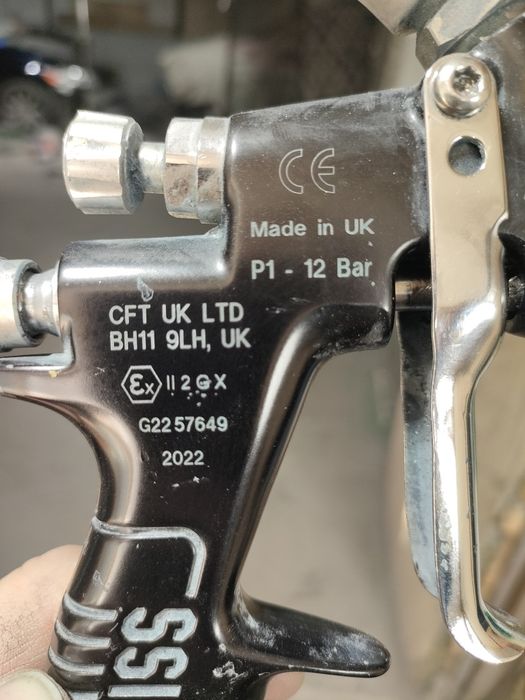 CE
Made in UK
P1 - 12 Bar
CFT UK LTD
BH11 9LH, UK
Ex II 2 G X
G22 57649
2022
ISS